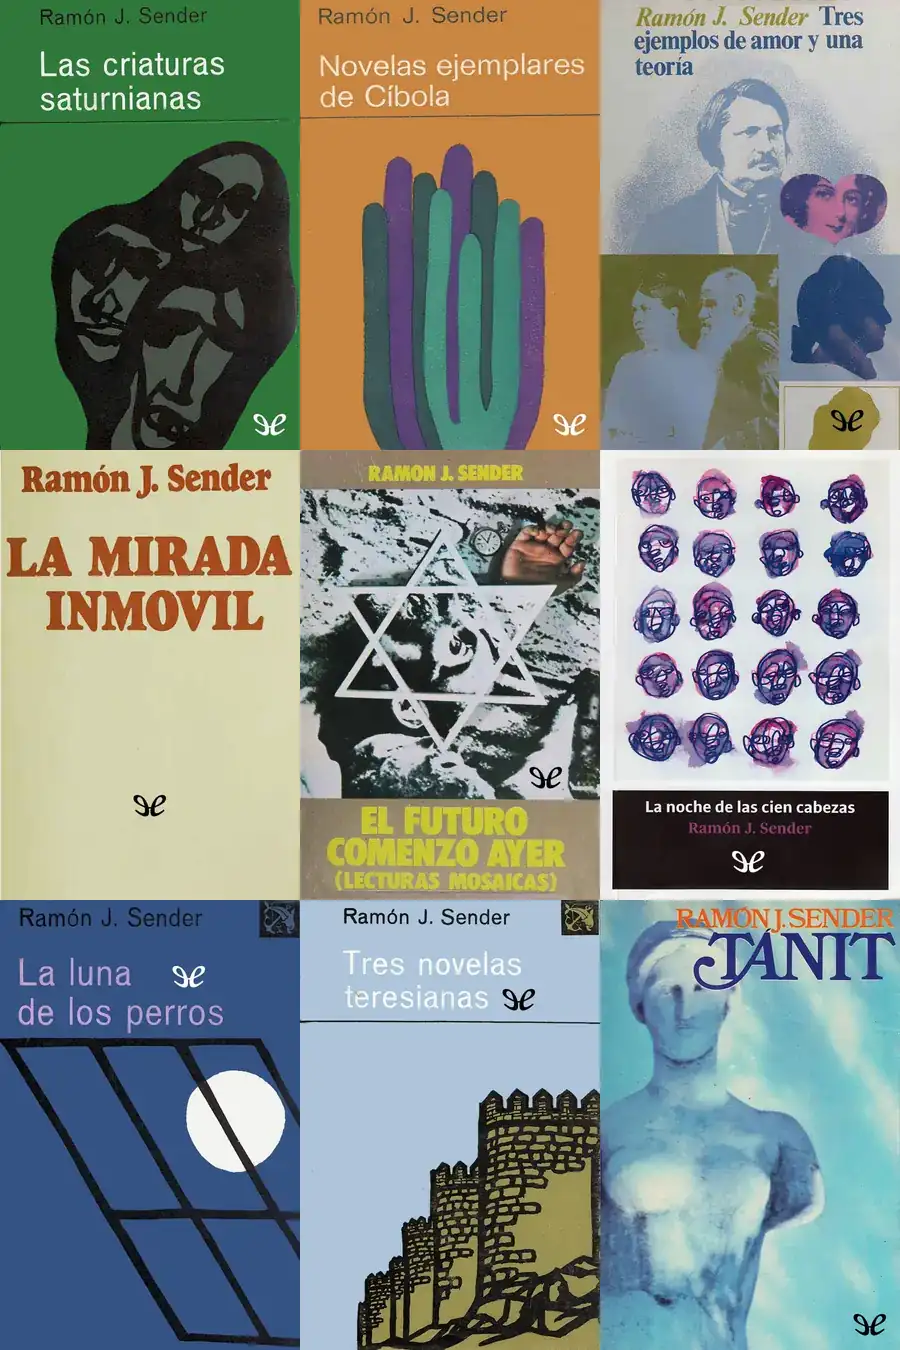 Ramón J. Sender
Las criaturas
saturnianas
Ramón J. Sender
Novelas ejemplares
de Cíbola
Ramón J. Sender Tres
ejemplos de amor y una
teoría
Ramón J. Sender
LA MIRADA
INMOVIL
RAMON J. SENDER
EL FUTURO
COMENZO AYER
(LECTURAS MOSAICAS)
La noche de las cien cabezas
Ramón J. Sender
Ramón J. Sender
La luna
de los perros
Ramón J. Sender
Tres novelas
teresianas
RAMÓN J. SENDER
TÁNIT